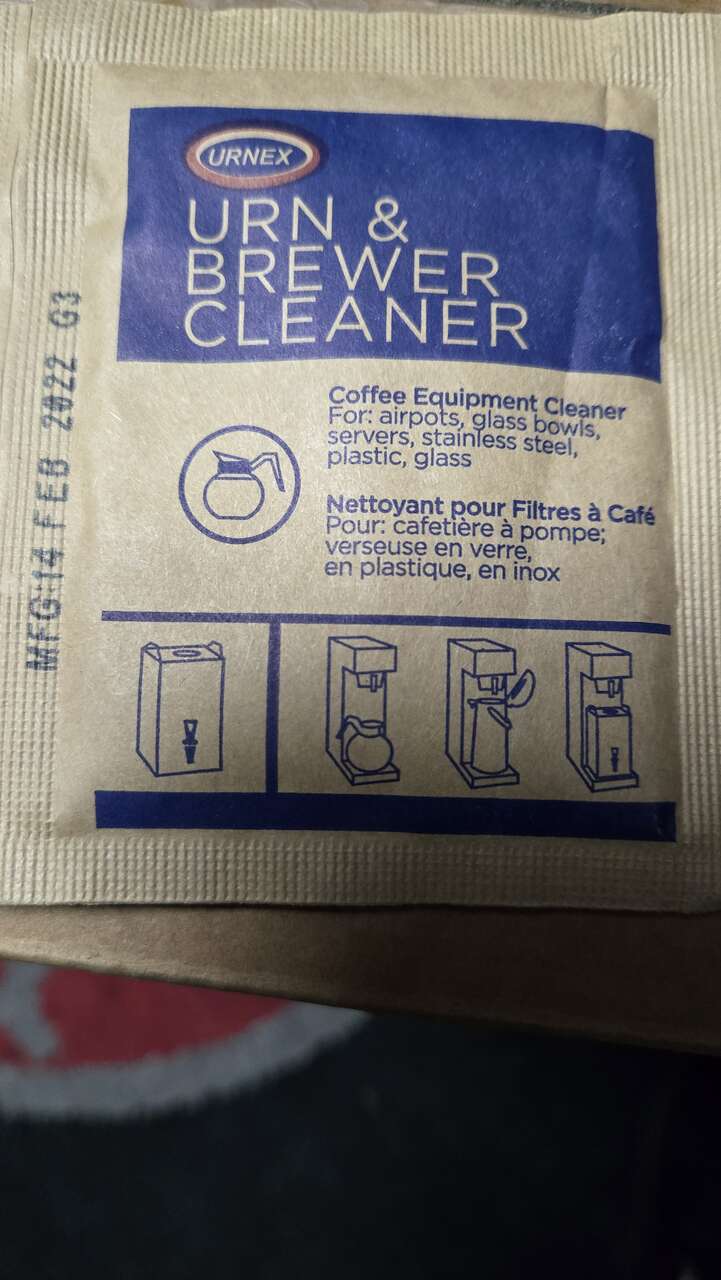 URNEX
URN &
BREWER
CLEANER
Coffee Equipment Cleaner
For: airpots, glass bowls,
servers, stainless steel,
plastic, glass
Nettoyant pour Filtres à Café
Pour: cafetière à pompe;
verseuse en verre,
en plastique, en inox
MFG:14 FEB 2022 G3